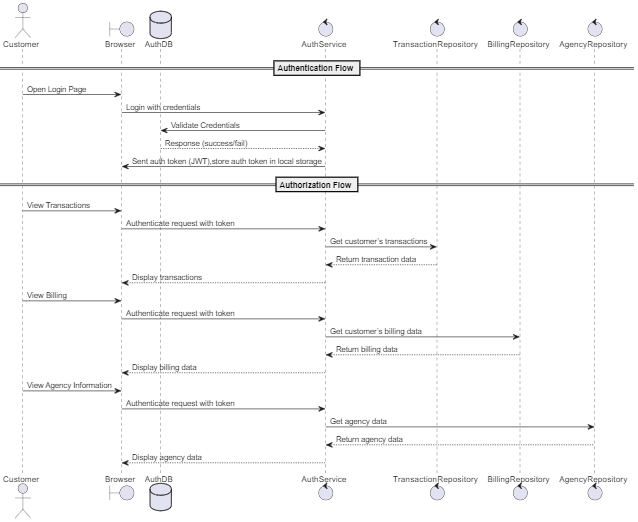 Customer Browser AuthDB AuthService TransactionRepository BillingRepository AgencyRepository
Authentication Flow
Open Login Page
Login with credentials
Validate Credentials
Response (success/fail)
Sent auth token (JWT),store auth token in local storage
Authorization Flow
View Transactions
Authenticate request with token
Get customer's transactions
Return transaction data
Display transactions
View Billing
Authenticate request with token
Get customer's billing data
Return billing data
Display billing data
View Agency Information
Authenticate request with token
Get agency data
Return agency data
Display agency data
Customer Browser AuthDB AuthService TransactionRepository BillingRepository AgencyRepository